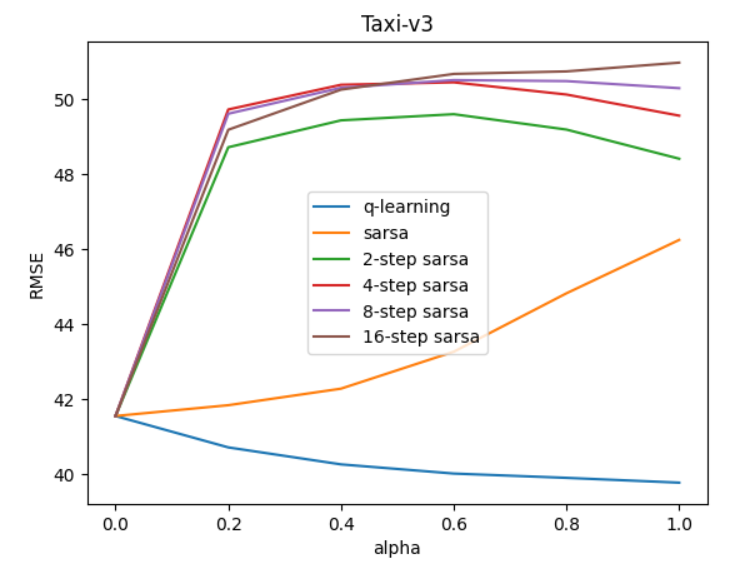 Taxi-v3
RMSE
50
48
46
44
42
40
q-learning
sarsa
2-step sarsa
4-step sarsa
8-step sarsa
16-step sarsa
0.0 0.2 0.4 0.6 0.8 1.0
alpha